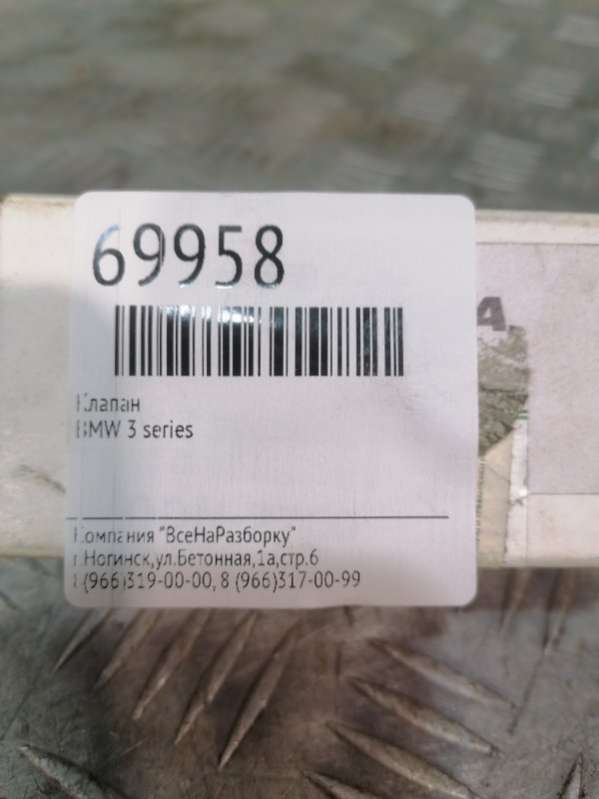 69958
Клапан
BMW 3 series
Компания "ВсеНаРазборку"
г.Ногинск,ул.Бетонная,1а,стр.6
8 (966)319-00-00, 8 (966)317-00-99